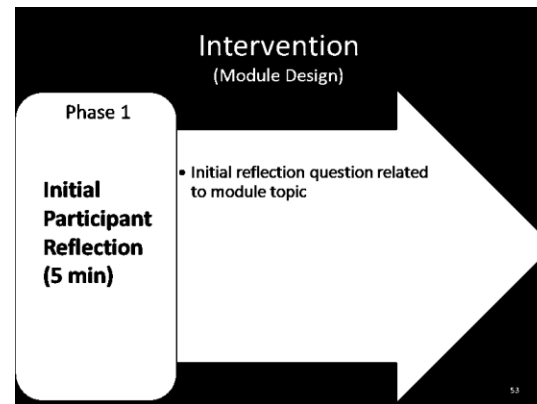 Intervention
(Module Design)
Phase 1
Initial
Participant
Reflection
(5 min)
• Initial reflection question related
to module topic
53